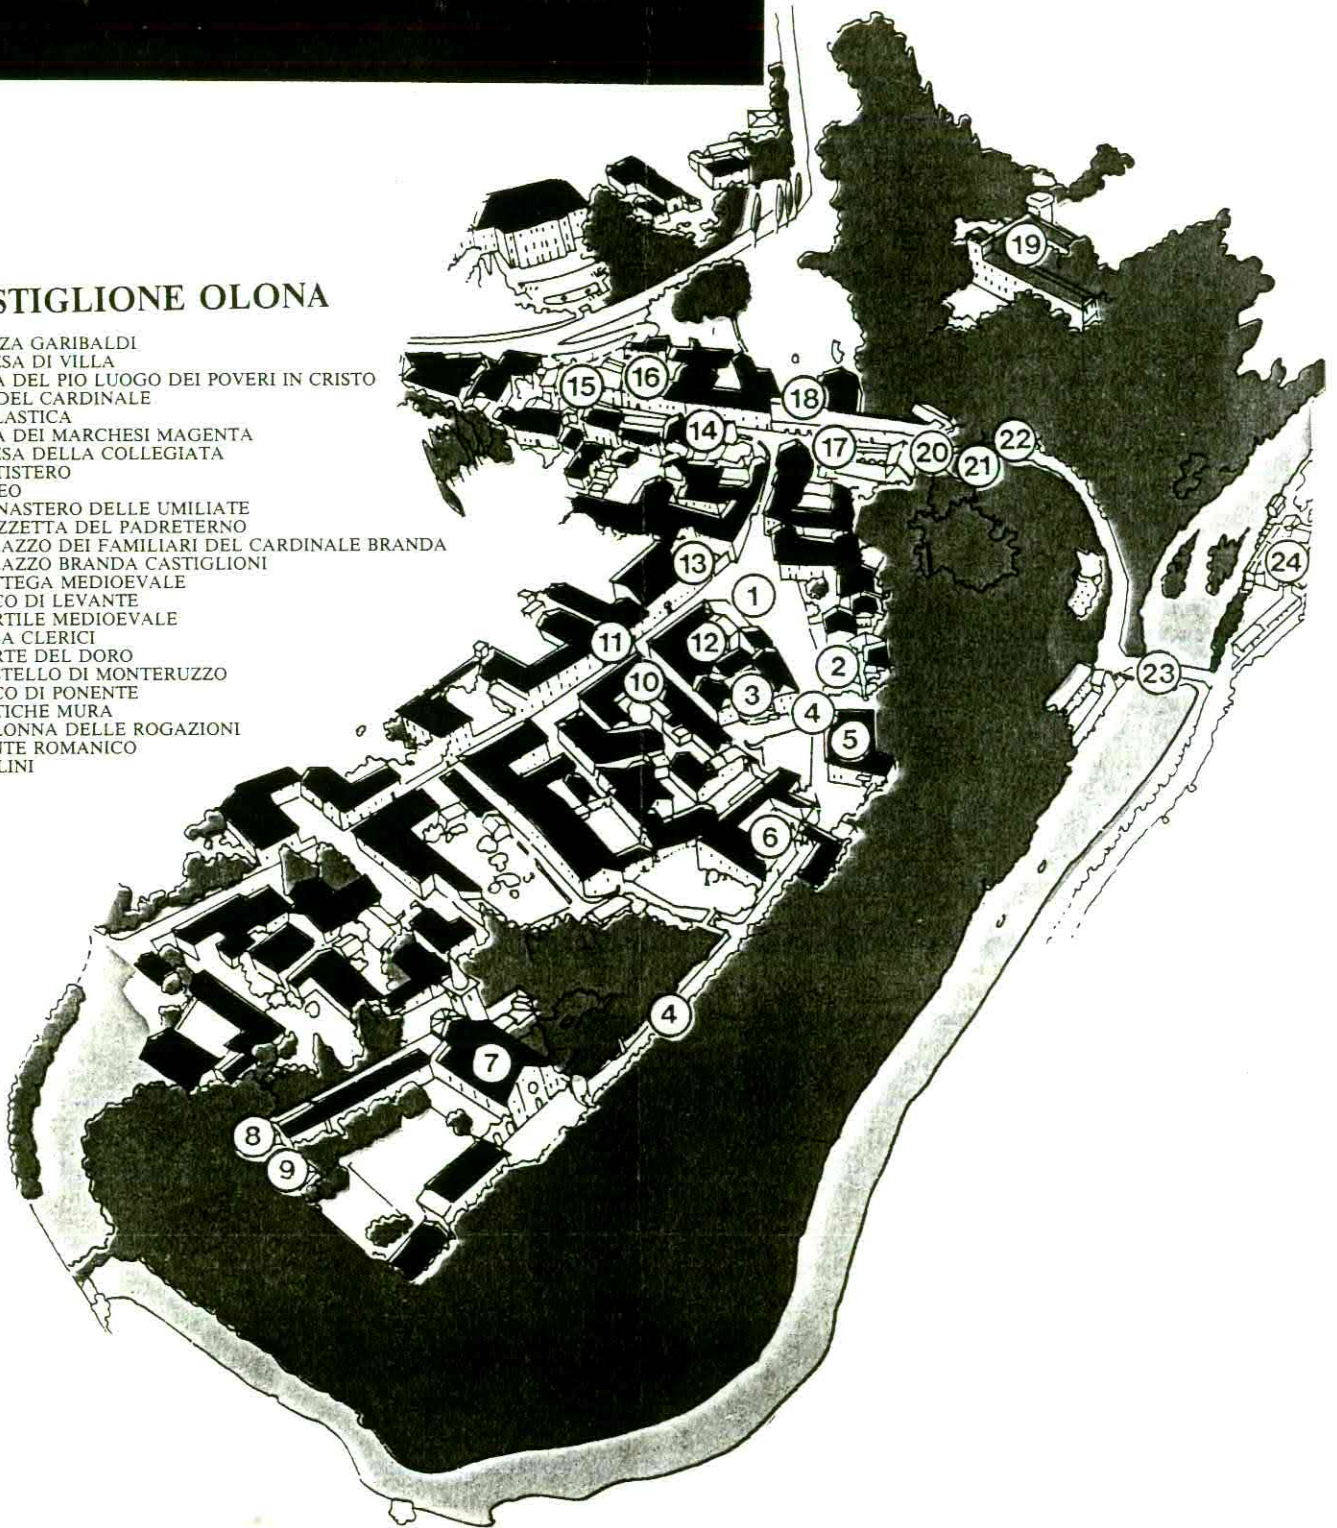 STIGLIONE OLONA
ZA GARIBALDI
ESA DI VILLA
A DEL PIO LUOGO DEI POVERI IN CRISTO
DEL CARDINALE
LASTICA
A DEI MARCHESI MAGENTA
ESA DELLA COLLEGIATA
TISTERO
EO
NASTERO DELLE UMILIATE
ZZETTA DEL PADRETERNO
AZZO DEI FAMILIARI DEL CARDINALE BRANDA
AZZO BRANDA CASTIGLIONI
TTEGA MEDIOEVALE
CO DI LEVANTE
RTILE MEDIOEVALE
A CLERICI
RTE DEL DORO
STELLO DI MONTERUZZO
CO DI PONENTE
TICHE MURA
LONNA DELLE ROGAZIONI
NTE ROMANICO
LINI
19
16
15
18
14
17
20
22
21
13
24
1
11
12
2
10
3
23
4
5
6
4
7
8
9